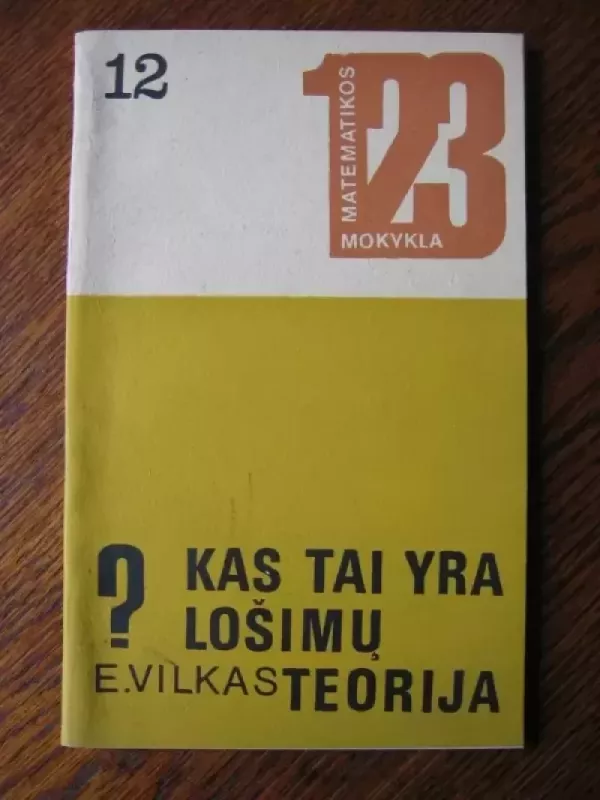 12
123
MATEMATIKOS
MOKYKLA
? KAS TAI YRA
LOŠIMŲ
E.VILKAS TEORIJA